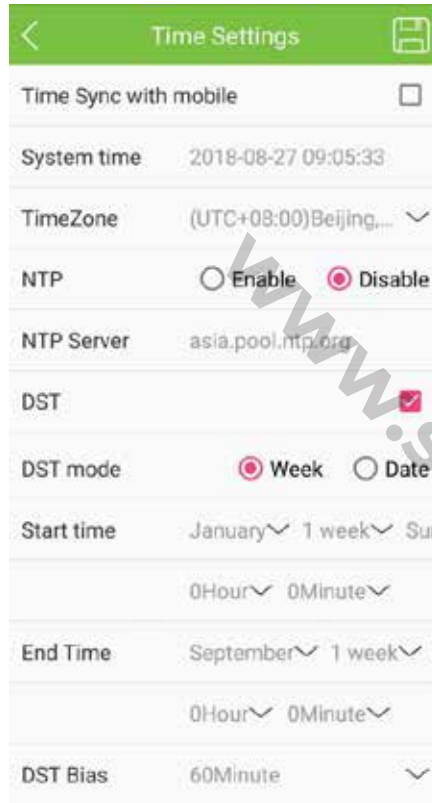 Time Settings
Time Sync with mobile
System time 2018-08-27 09:05:33
TimeZone (UTC+08:00)Beijing,...
NTP Enable Disable
NTP Server asia.pool.ntp.org
DST
DST mode Week Date
Start time January 1 week
0Hour 0Minute
End Time September 1 week
0Hour 0Minute
DST Bias 60Minute
www.s